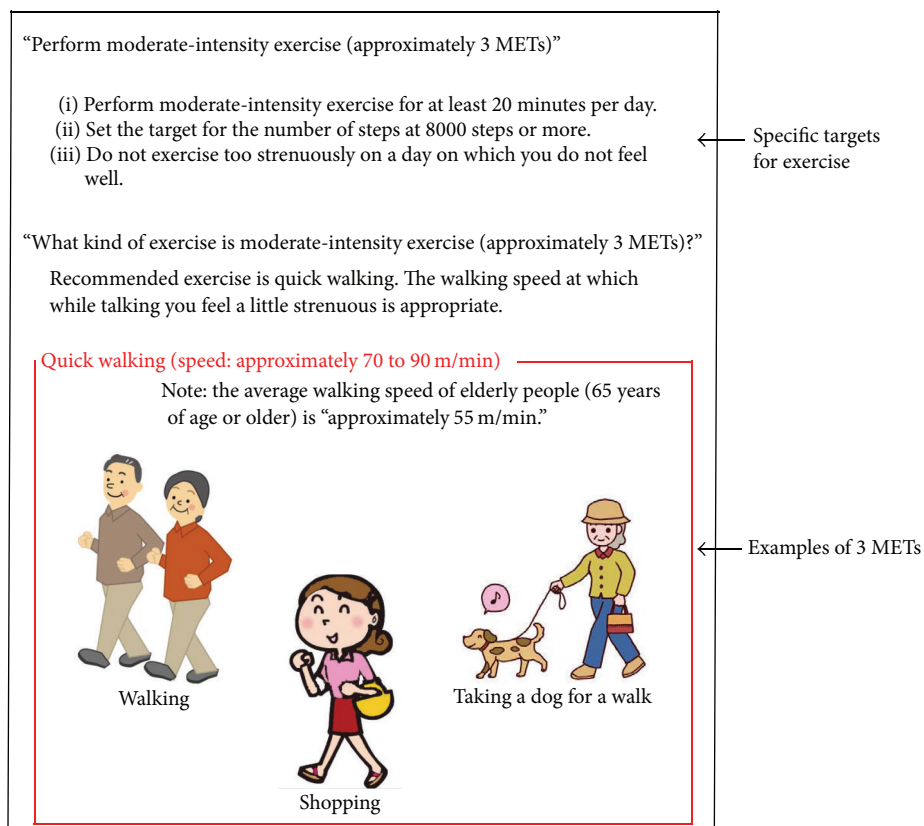 “Perform moderate-intensity exercise (approximately 3 METs)”
(i) Perform moderate-intensity exercise for at least 20 minutes per day.
(ii) Set the target for the number of steps at 8000 steps or more.
(iii) Do not exercise too strenuously on a day on which you do not feel
well.
Specific targets
for exercise
“What kind of exercise is moderate-intensity exercise (approximately 3 METs)?”
Recommended exercise is quick walking. The walking speed at which
while talking you feel a little strenuous is appropriate.
Quick walking (speed: approximately 70 to 90 m/min)
Note: the average walking speed of elderly people (65 years
of age or older) is “approximately 55 m/min.”
Examples of 3 METs
Walking
Taking a dog for a walk
Shopping